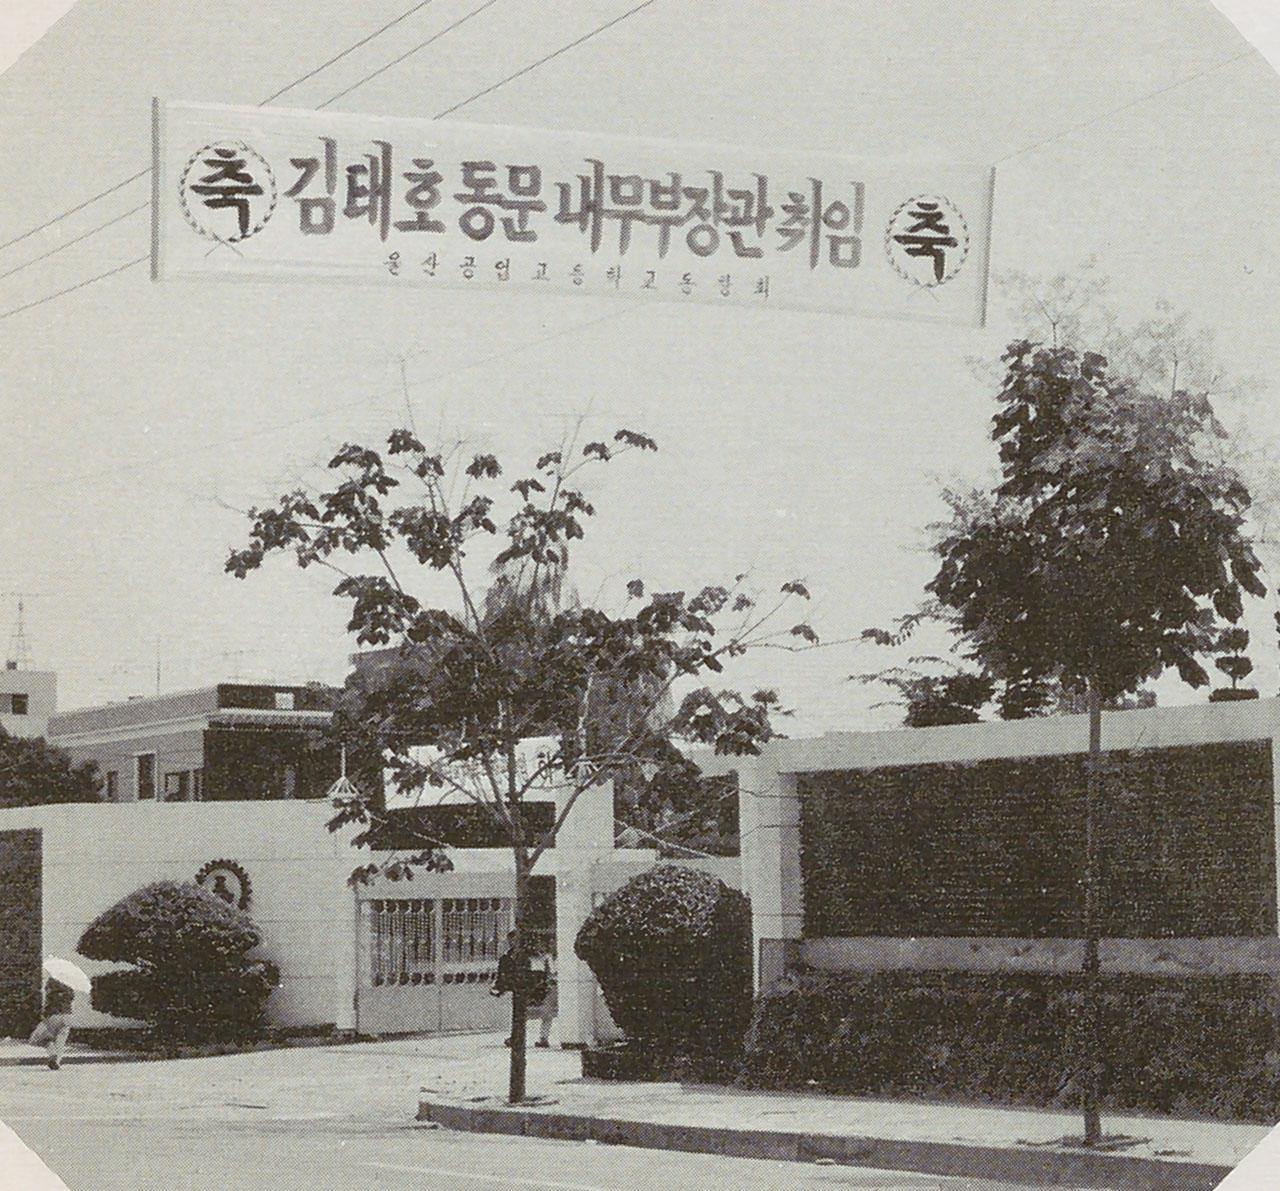 축 김태호 동문 내무부장관 취임 축
울산공업고등학교동창회